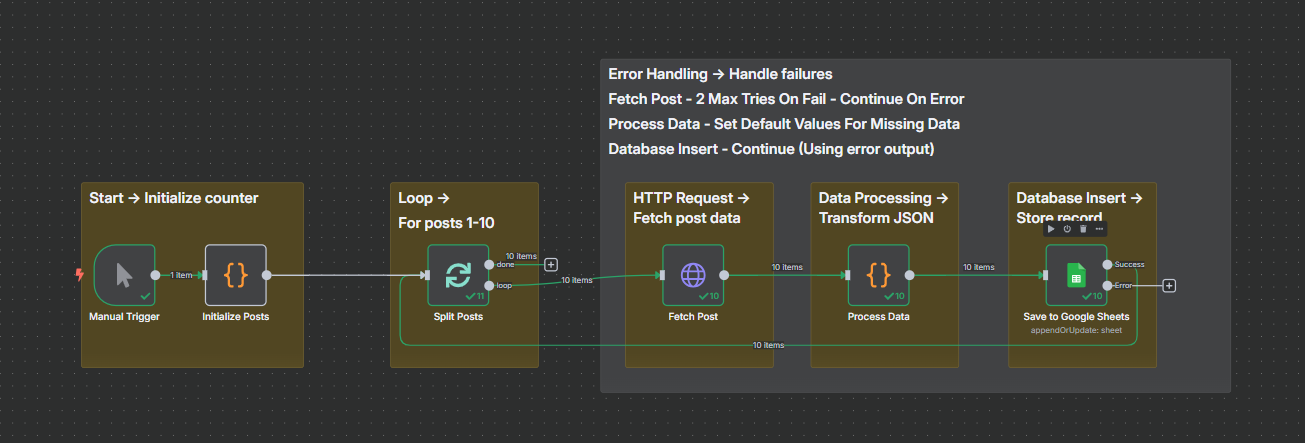 Error Handling → Handle failures
Fetch Post - 2 Max Tries On Fail - Continue On Error
Process Data - Set Default Values For Missing Data
Database Insert - Continue (Using error output)
Start → Initialize counter
Loop →
For posts 1-10
HTTP Request →
Fetch post data
Data Processing →
Transform JSON
Database Insert →
Store record
1 item
Manual Trigger
{}
Initialize Posts
10 items
done
loop
11
Split Posts
10 items
10
Fetch Post
10 items
{}
10
Process Data
10 items
Success
Error
10
Save to Google Sheets
appendOrUpdate: sheet
10 items